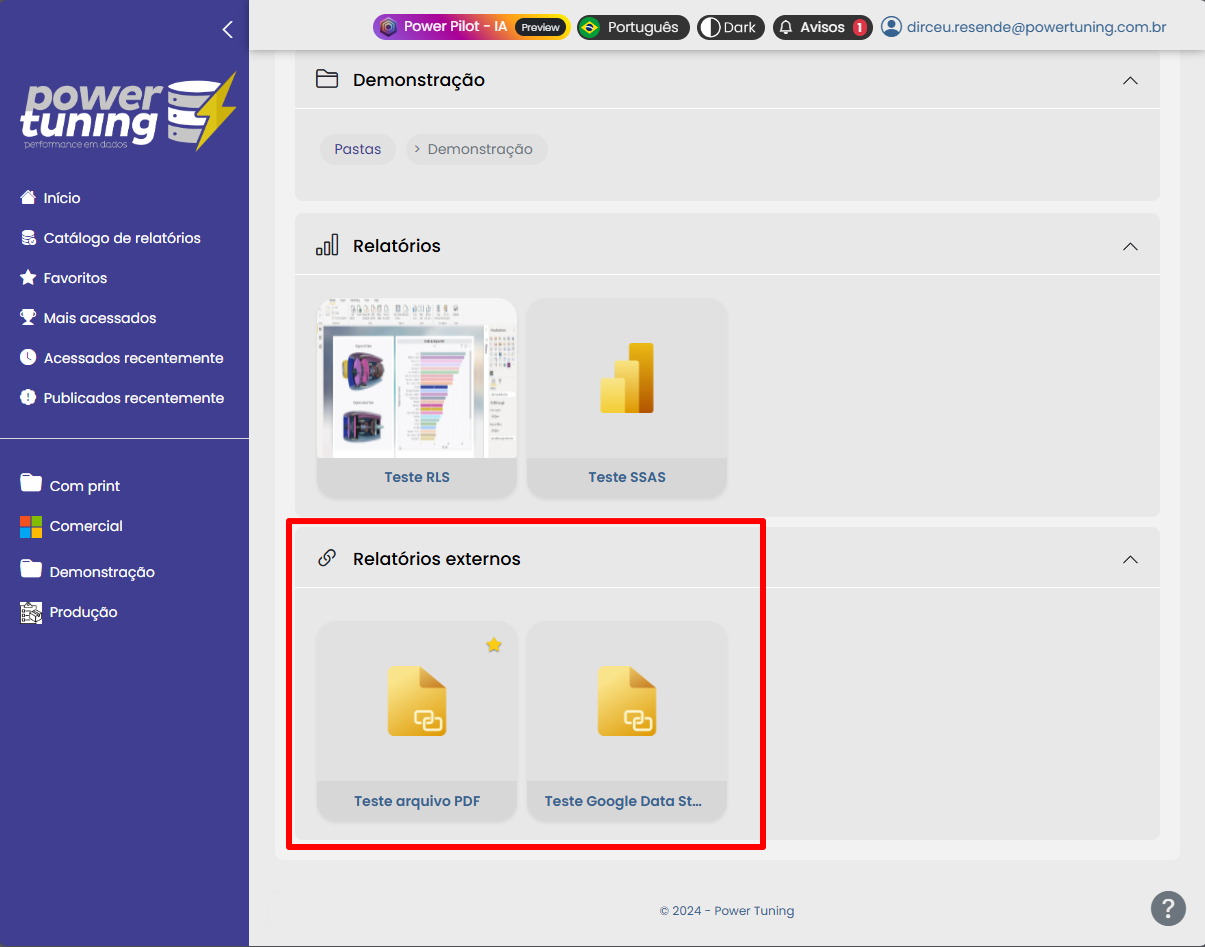 Power Pilot - IA Preview
Português
Dark
Avisos 1
dirceu.resende@powertuning.com.br
power
tuning
performance em dados
Início
Catálogo de relatórios
Favoritos
Mais acessados
Acessados recentemente
Publicados recentemente
Com print
Comercial
Demonstração
Produção
Demonstração
Pastas
> Demonstração
Relatórios
Teste RLS
Teste SSAS
Relatórios externos
Teste arquivo PDF
Teste Google Data St...
© 2024 - Power Tuning
?